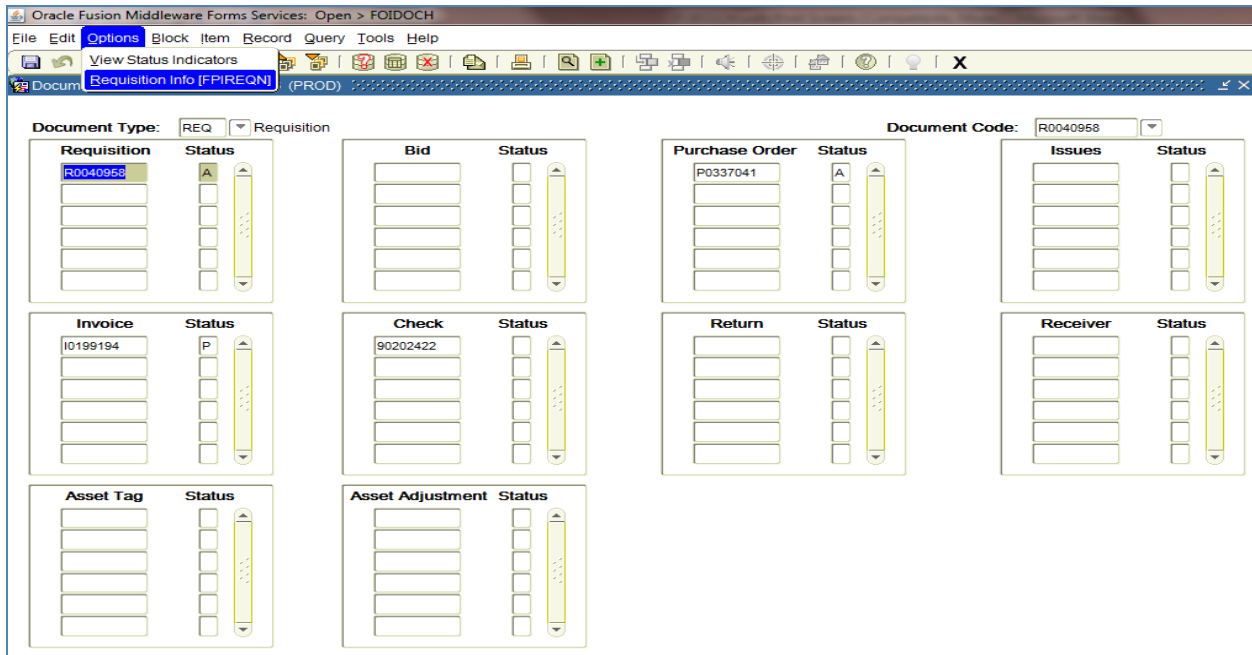 Oracle Fusion Middleware Forms Services: Open > FOIDOCH
File Edit Options Block Item Record Query Tools Help
View Status Indicators
X
Requisition Info [FPIREQN]
Docum (PROD)
Document Type: REQ Requisition Document Code: R0040958
Requisition Status Bid Status Purchase Order Status Issues Status
R0040958 A P0337041 A
Invoice Status Check Status Return Status Receiver Status
I0199194 P 90202422
Asset Tag Status Asset Adjustment Status